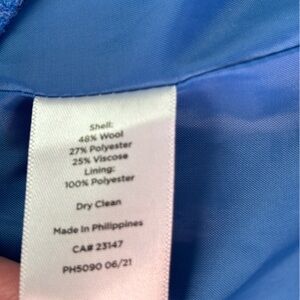 Shell:
48% Wool
27% Polyester
25% Viscose
Lining:
100% Polyester
Dry Clean
Made in Philippines
CA# 23147
PH5090 06/21